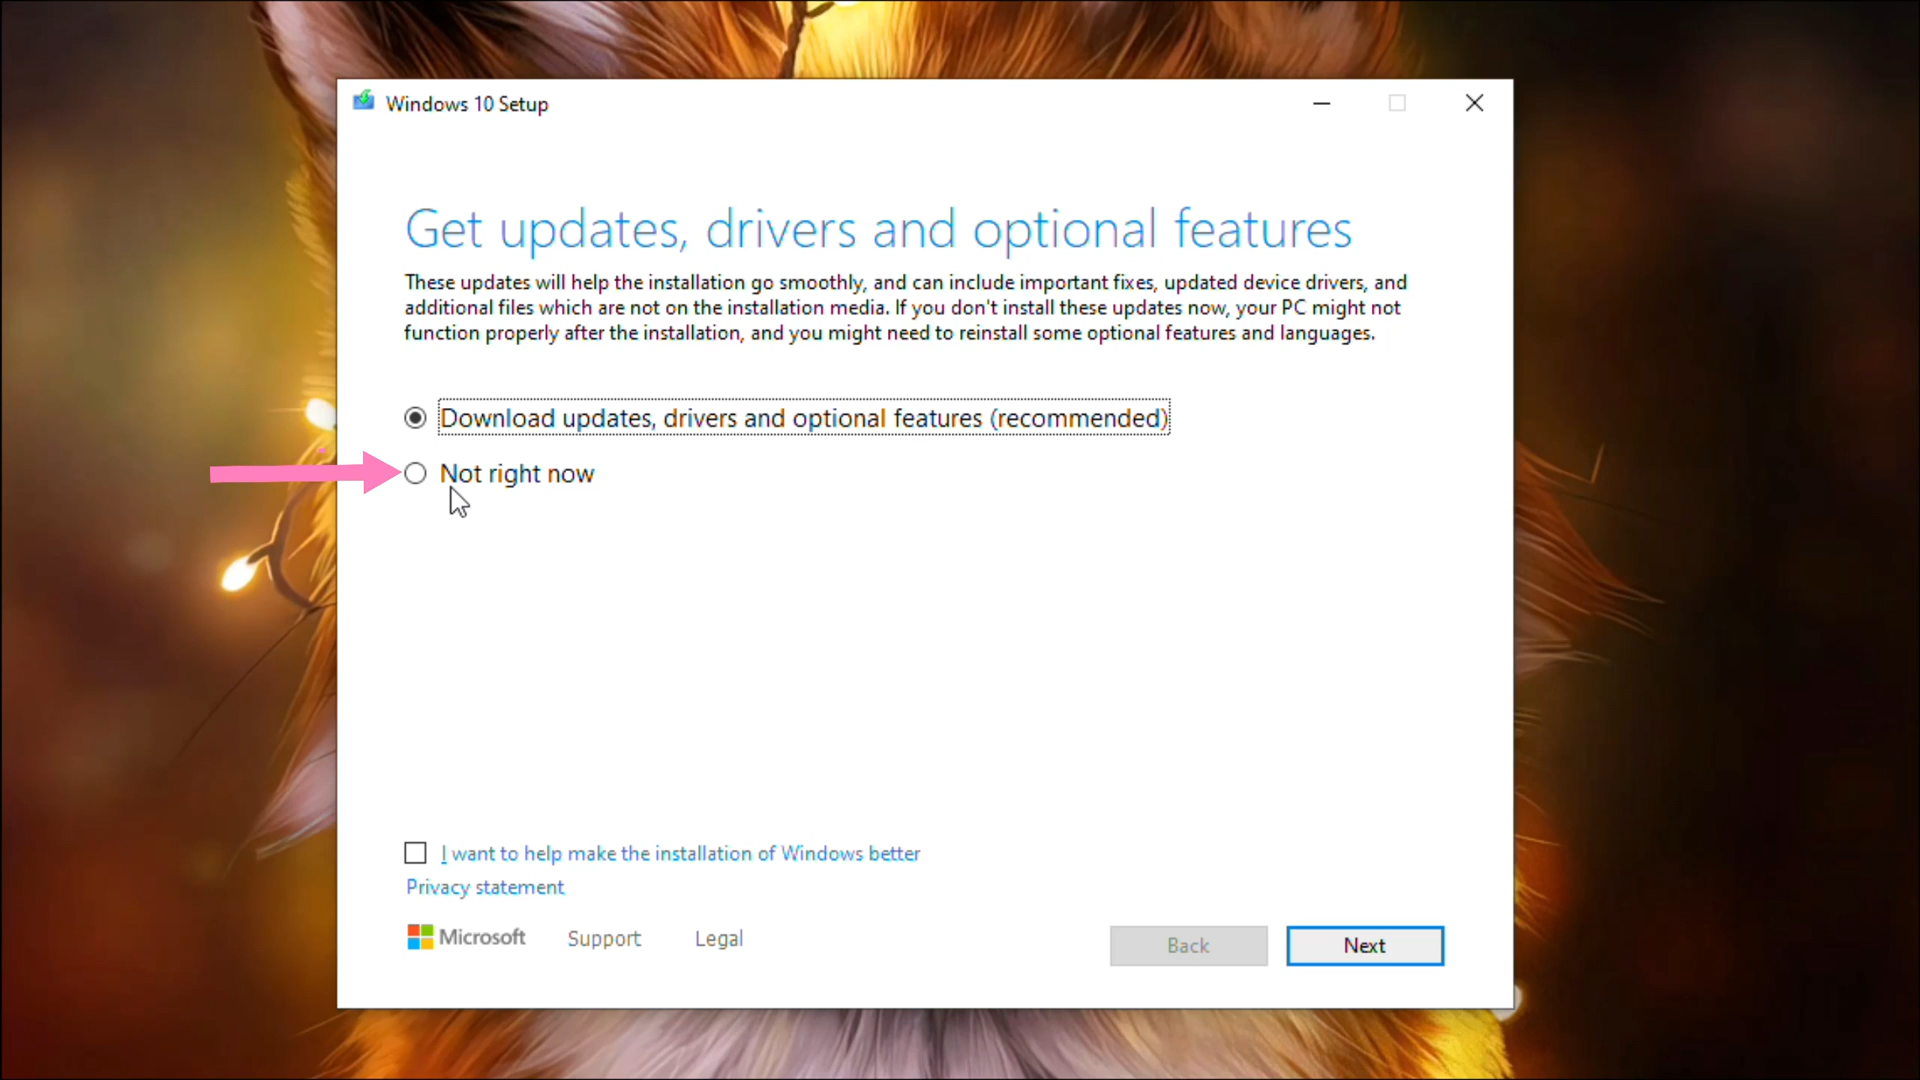 Windows 10 Setup
Get updates, drivers and optional features
These updates will help the installation go smoothly, and can include important fixes, updated device drivers, and
additional files which are not on the installation media. If you don't install these updates now, your PC might not
function properly after the installation, and you might need to reinstall some optional features and languages.
Download updates, drivers and optional features (recommended)
Not right now
I want to help make the installation of Windows better
Privacy statement
Microsoft Support Legal
Back Next